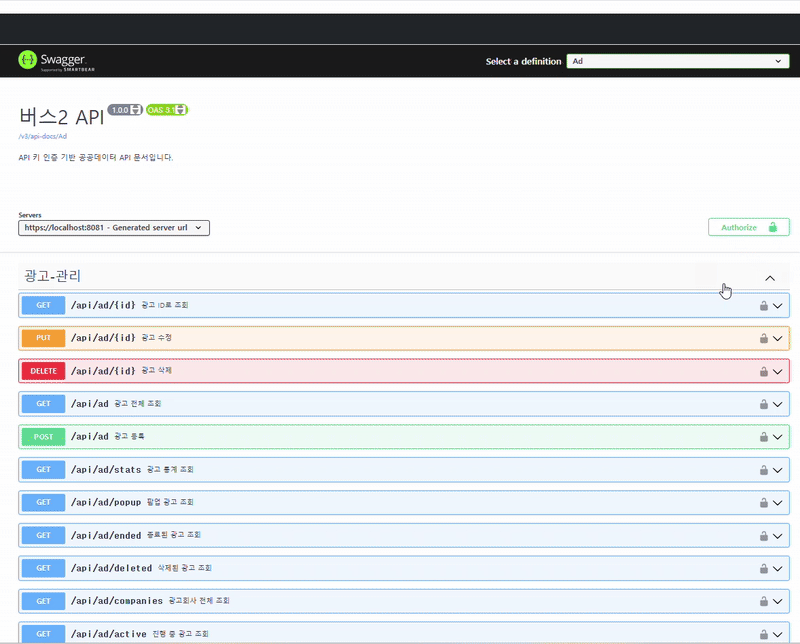 Swagger.
Supported by SMARTBEAR
Select a definition
Ad
버스2 API 1.0.0 OAS 3.1
/v3/api-docs/Ad
API 키 인증 기반 공공데이터 API 문서입니다.
Servers
https://localhost:8081 - Generated server url
Authorize
광고-관리
GET /api/ad/{id} 광고 ID로 조회
PUT /api/ad/{id} 광고 수정
DELETE /api/ad/{id} 광고 삭제
GET /api/ad 광고 전체 조회
POST /api/ad 광고 등록
GET /api/ad/stats 광고 통계 조회
GET /api/ad/popup 팝업 광고 조회
GET /api/ad/ended 종료된 광고 조회
GET /api/ad/deleted 삭제된 광고 조회
GET /api/ad/companies 광고회사 전체 조회
GET /api/ad/active 진행 중 광고 조회